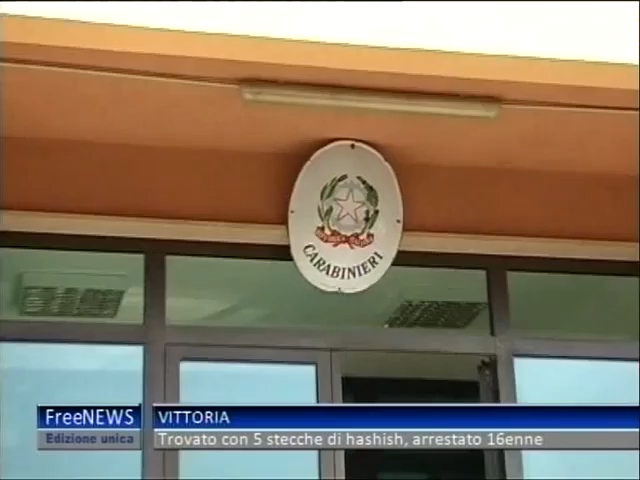 CARABINIERI
FreeNEWS
VITTORIA
Edizione unica
Trovato con 5 stecche di hashish, arrestato 16enne